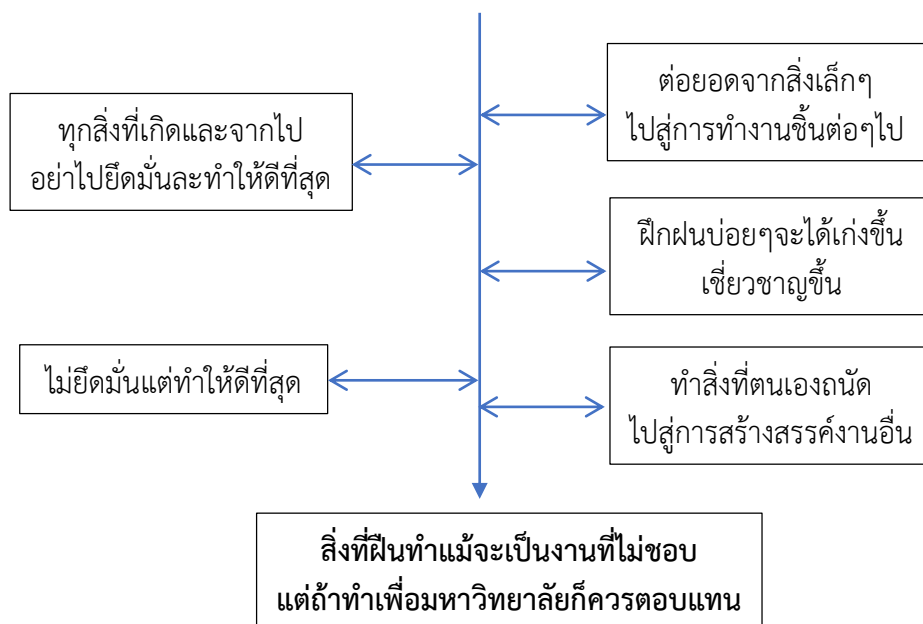 ต่อยอดจากสิ่งเล็กๆ
ไปสู่การทำงานชิ้นต่อๆไป
ทุกสิ่งที่เกิดและจากไป
อย่าไปยึดมั่นละทำให้ดีที่สุด
ฝึกฝนบ่อยๆจะได้เก่งขึ้น
เชี่ยวชาญขึ้น
ไม่ยึดมั่นแต่ทำให้ดีที่สุด
ทำสิ่งที่ตนเองถนัด
ไปสู่การสร้างสรรค์งานอื่น
สิ่งที่ฝืนทำแม้จะเป็นงานที่ไม่ชอบ
แต่ถ้าทำเพื่อมหาวิทยาลัยก็ควรตอบแทน